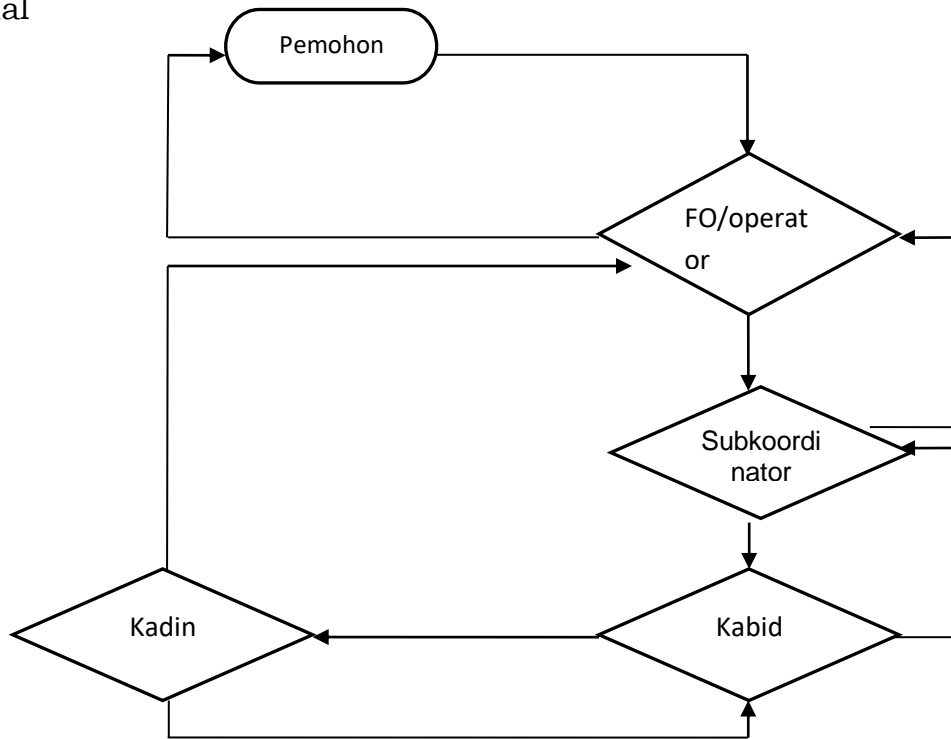 al
Pemohon
FO/operat
or
Subkoordi
nator
Kadin
Kabid